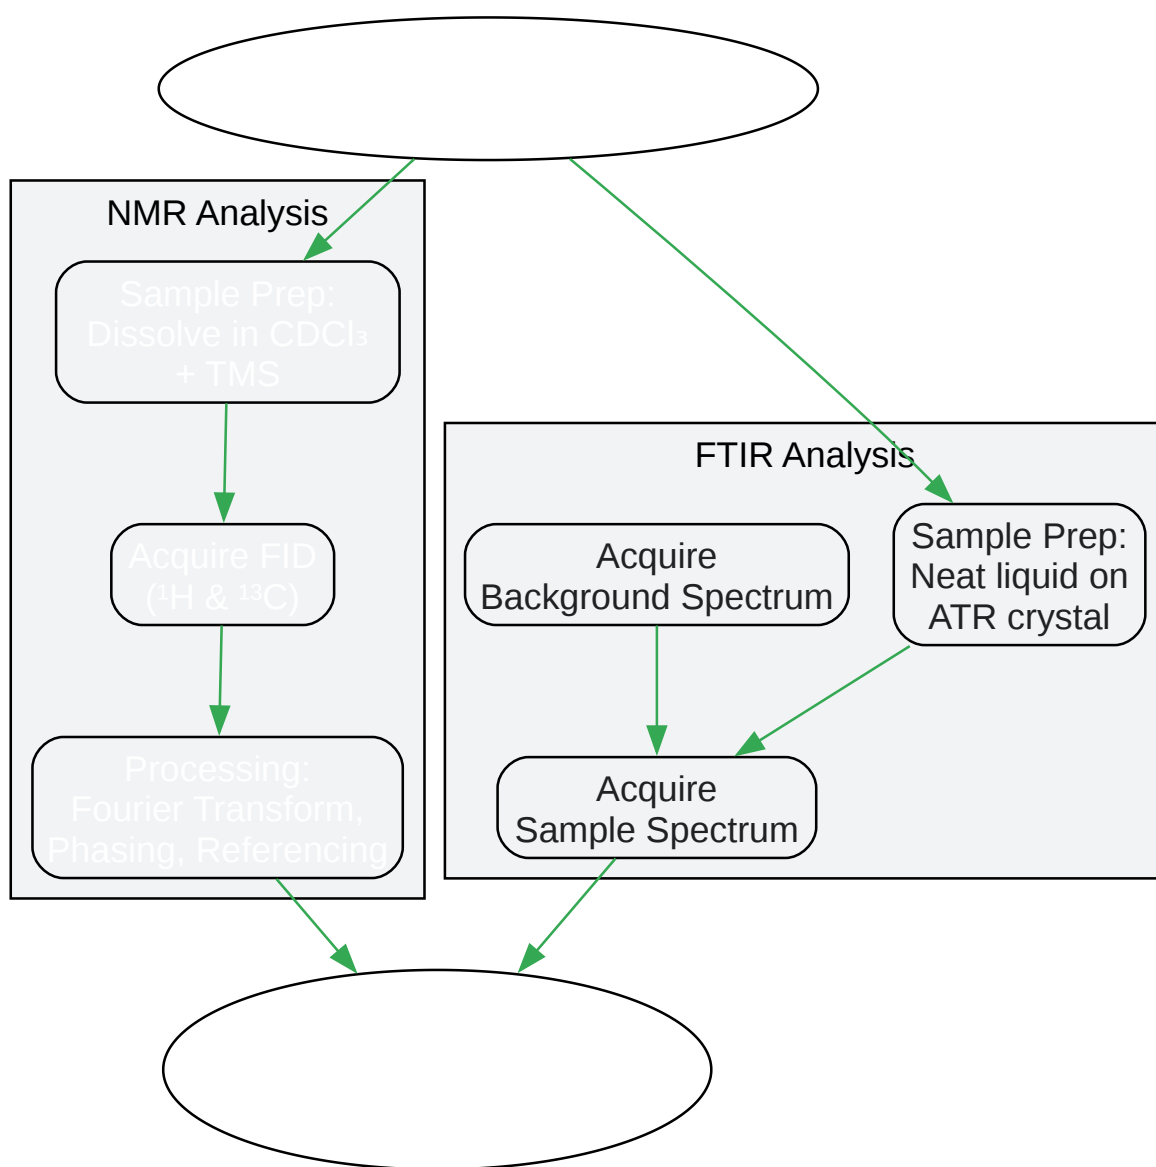 NMR Analysis
Sample Prep:
Dissolve in CDCl₃
+ TMS
Acquire FID
(¹H & ¹³C)
Processing:
Fourier Transform,
Phasing, Referencing
FTIR Analysis
Acquire
Background Spectrum
Sample Prep:
Neat liquid on
ATR crystal
Acquire
Sample Spectrum